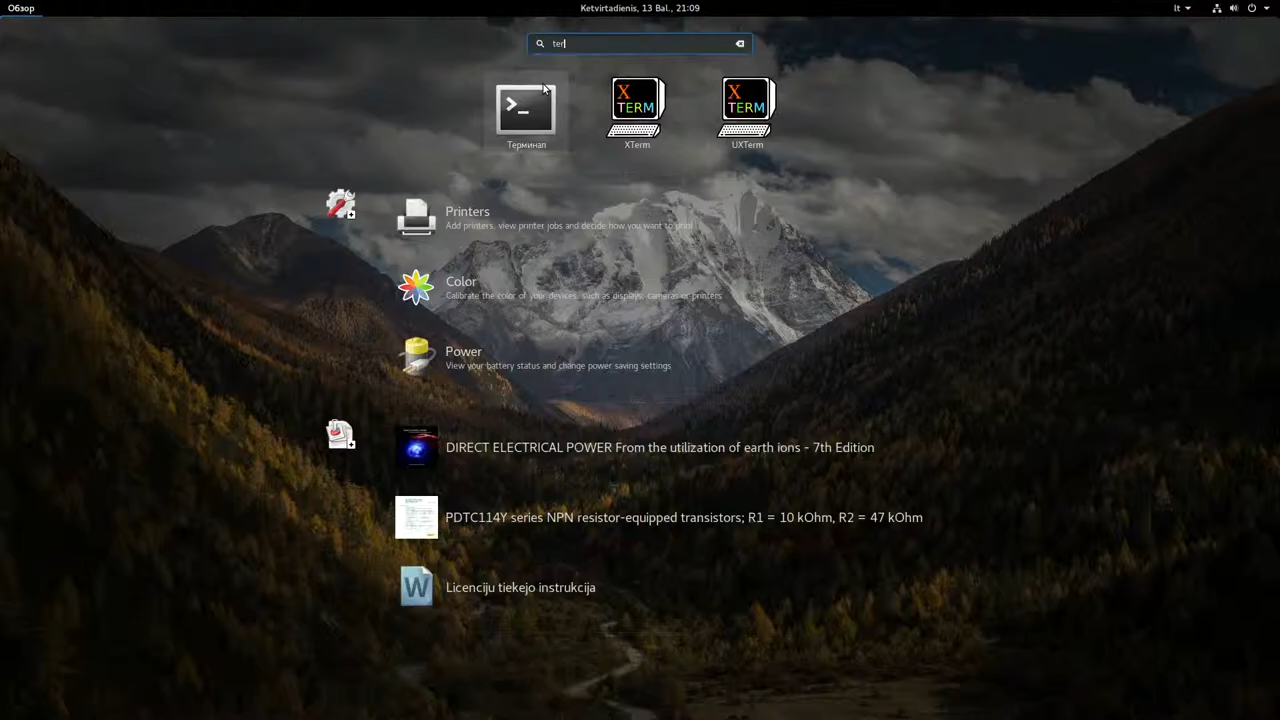 Обзор
Ketvirtadienis, 13 Bal., 21:09
lt
ter
Терминал
X TERM
XTerm
X TERM
UXTerm
Printers
Add printers, view printer jobs and decide how you want to print
Color
Calibrate the color of your devices, such as displays, cameras or printers
Power
View your battery status and change power saving settings
DIRECT ELECTRICAL POWER From the utilization of earth ions - 7th Edition
PDTC114Y series NPN resistor-equipped transistors; R1 = 10 kOhm, R2 = 47 kOhm
W
Licenciju tiekejo instrukcija